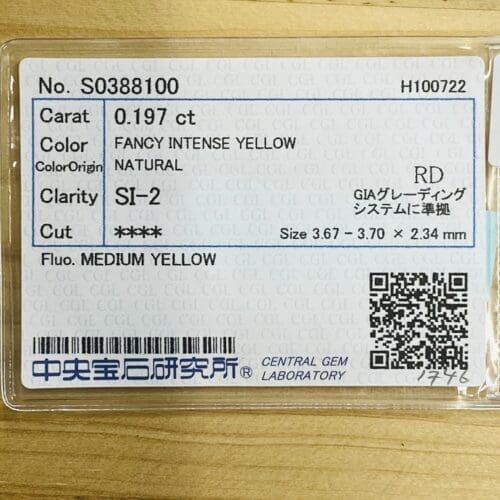 No. S0388100 H100722
Carat 0.197 ct
Color FANCY INTENSE YELLOW
ColorOrigin NATURAL
Clarity SI-2
RD
GIAグレーディング
システムに準拠
Cut ****
Size 3.67 - 3.70 × 2.34 mm
Fluo. MEDIUM YELLOW
中央宝石研究所® CENTRAL GEM
LABORATORY
1746